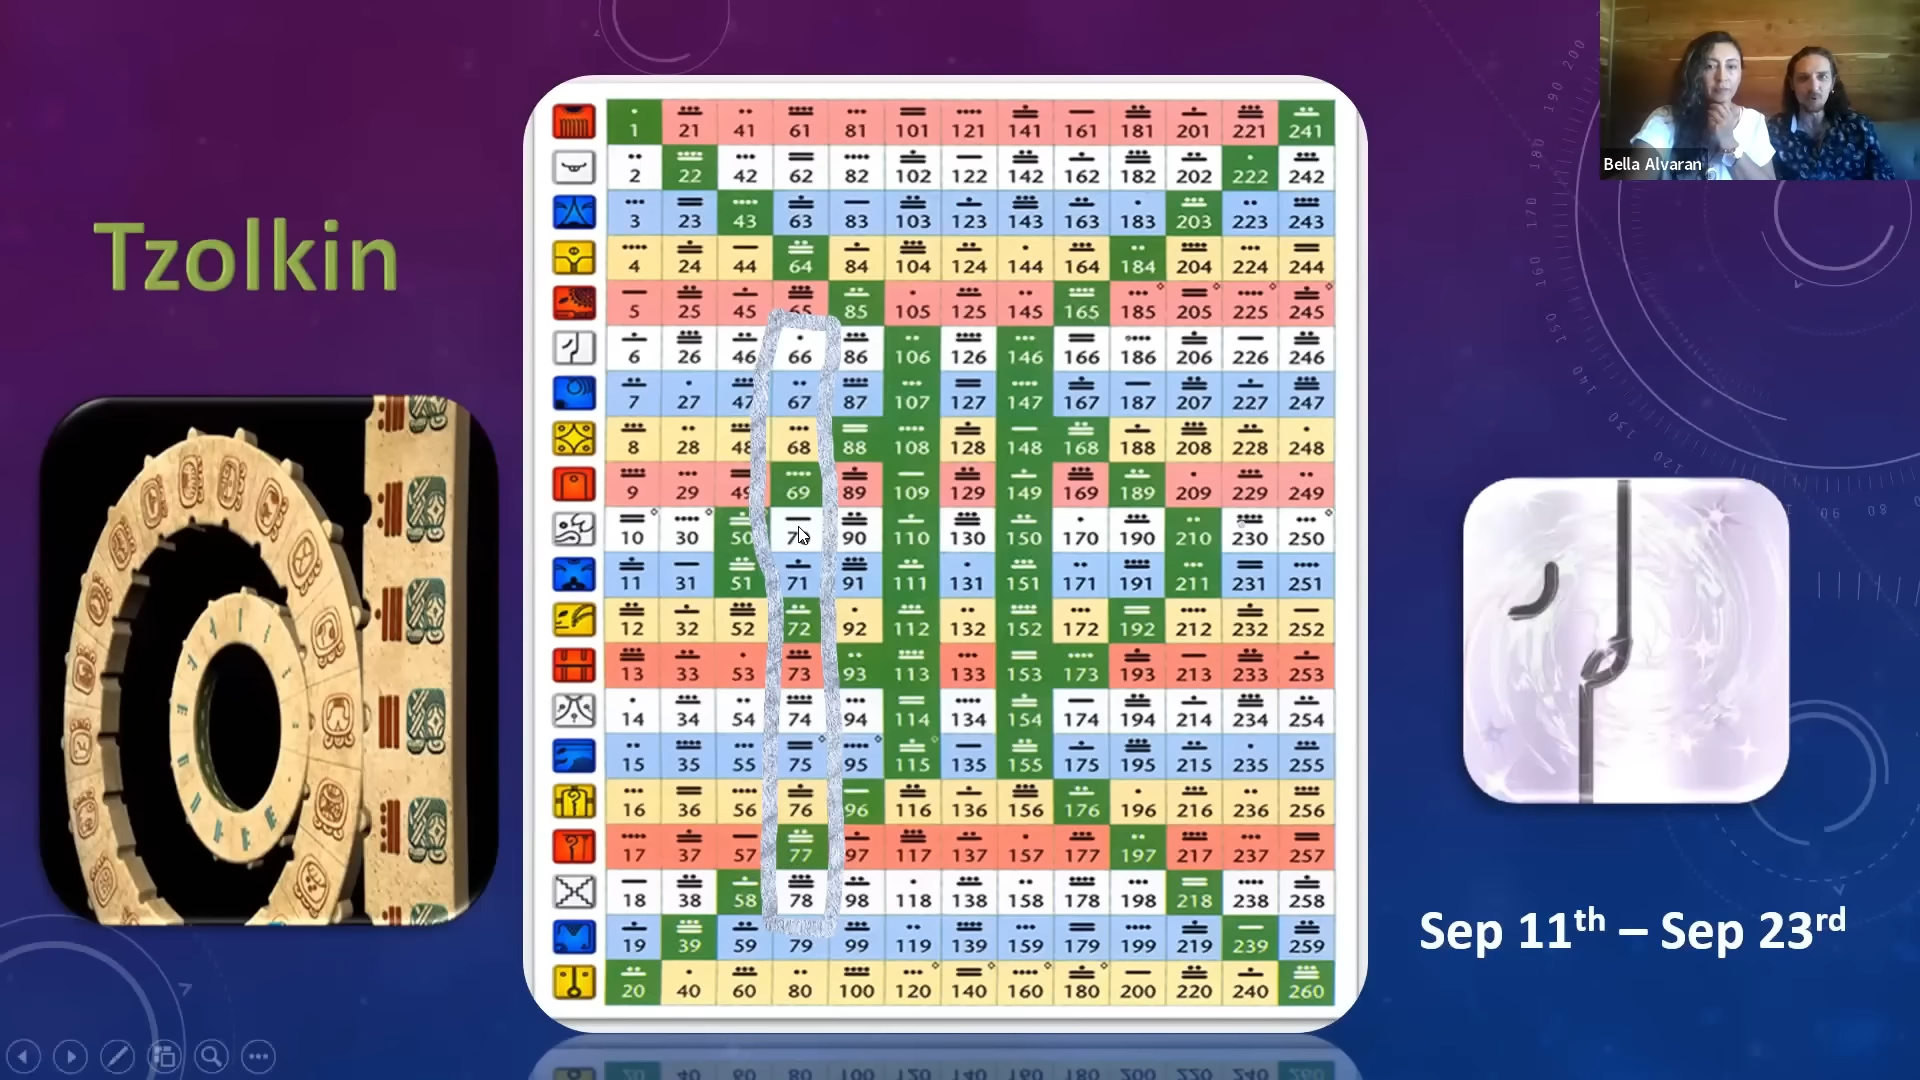 Bella Alvaran
Tzolkin
1 21 41 61 81 101 121 141 161 181 201 221 241
2 22 42 62 82 102 122 142 162 182 202 222 242
3 23 43 63 83 103 123 143 163 183 203 223 243
4 24 44 64 84 104 124 144 164 184 204 224 244
5 25 45 65 85 105 125 145 165 185 205 225 245
6 26 46 66 86 106 126 146 166 186 206 226 246
7 27 47 67 87 107 127 147 167 187 207 227 247
8 28 48 68 88 108 128 148 168 188 208 228 248
9 29 49 69 89 109 129 149 169 189 209 229 249
10 30 50 90 110 130 150 170 190 210 230 250
11 31 51 71 91 111 131 151 171 191 211 231 251
12 32 52 72 92 112 132 152 172 192 212 232 252
13 33 53 73 93 113 133 153 173 193 213 233 253
14 34 54 74 94 114 134 154 174 194 214 234 254
15 35 55 75 95 115 135 155 175 195 215 235 255
16 36 56 76 96 116 136 156 176 196 216 236 256
17 37 57 77 97 117 137 157 177 197 217 237 257
18 38 58 78 98 118 138 158 178 198 218 238 258
19 39 59 79 99 119 139 159 179 199 219 239 259
20 40 60 80 100 120 140 160 180 200 220 240 260
Sep 11th – Sep 23rd